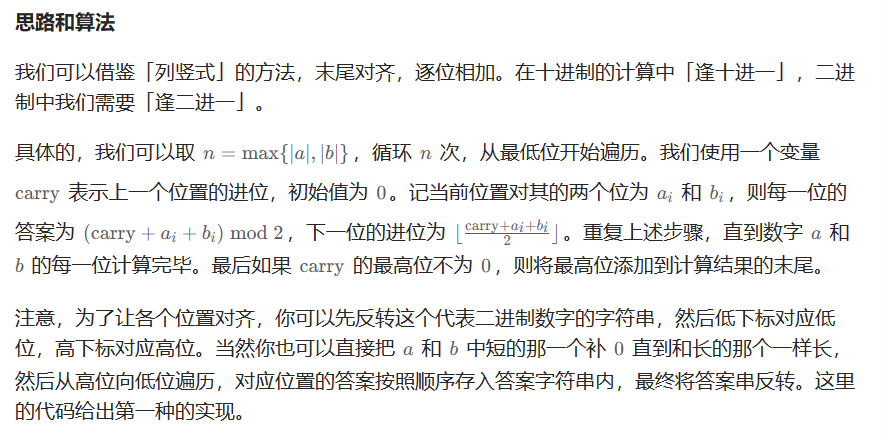 思路和算法
我们可以借鉴「列竖式」的方法，末尾对齐，逐位相加。在十进制的计算中「逢十进一」，二进
制中我们需要「逢二进一」。
具体的，我们可以取 n = max{|a|, |b|}，循环 n 次，从最低位开始遍历。我们使用一个变量
carry 表示上一个位置的进位，初始值为 0。记当前位置对其的两个位为 aᵢ 和 bᵢ，则每一位的
答案为 (carry + aᵢ + bᵢ) mod 2，下一位的进位为 ⌊(carry+aᵢ+bᵢ)/2⌋。重复上述步骤，直到数字 a 和
b 的每一位计算完毕。最后如果 carry 的最高位不为 0，则将最高位添加到计算结果的末尾。
注意，为了让各个位置对齐，你可以先反转这个代表二进制数字的字符串，然后低下标对应低
位，高下标对应高位。当然你也可以直接把 a 和 b 中短的那一个补 0 直到和长的那个一样长，
然后从高位向低位遍历，对应位置的答案按照顺序存入答案字符串内，最终将答案串反转。这里
的代码给出第一种的实现。